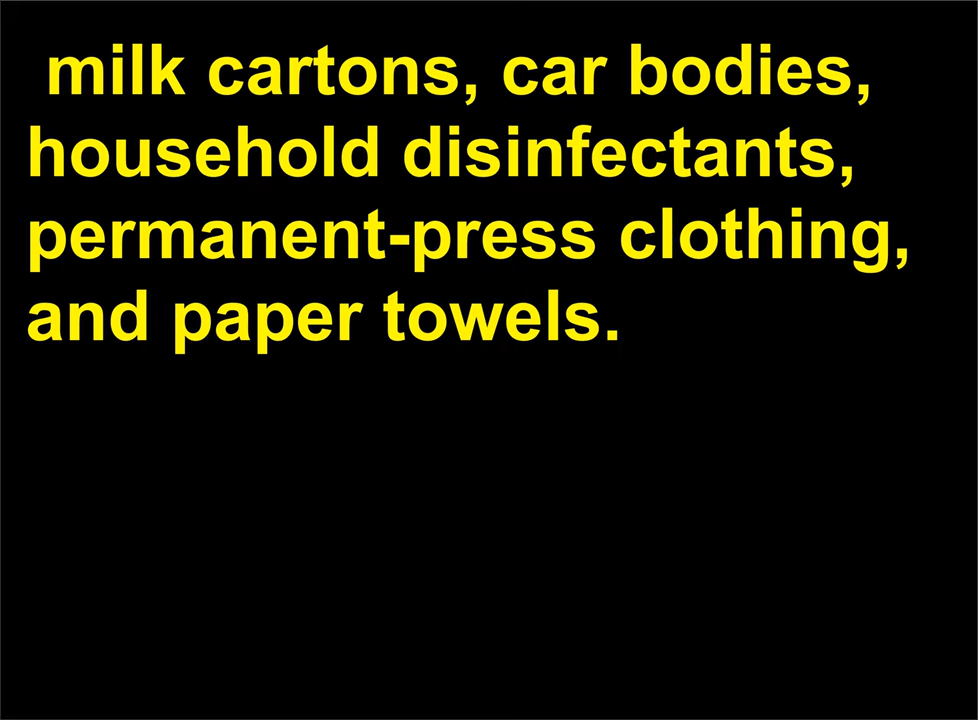 milk cartons, car bodies,
household disinfectants,
permanent-press clothing,
and paper towels.